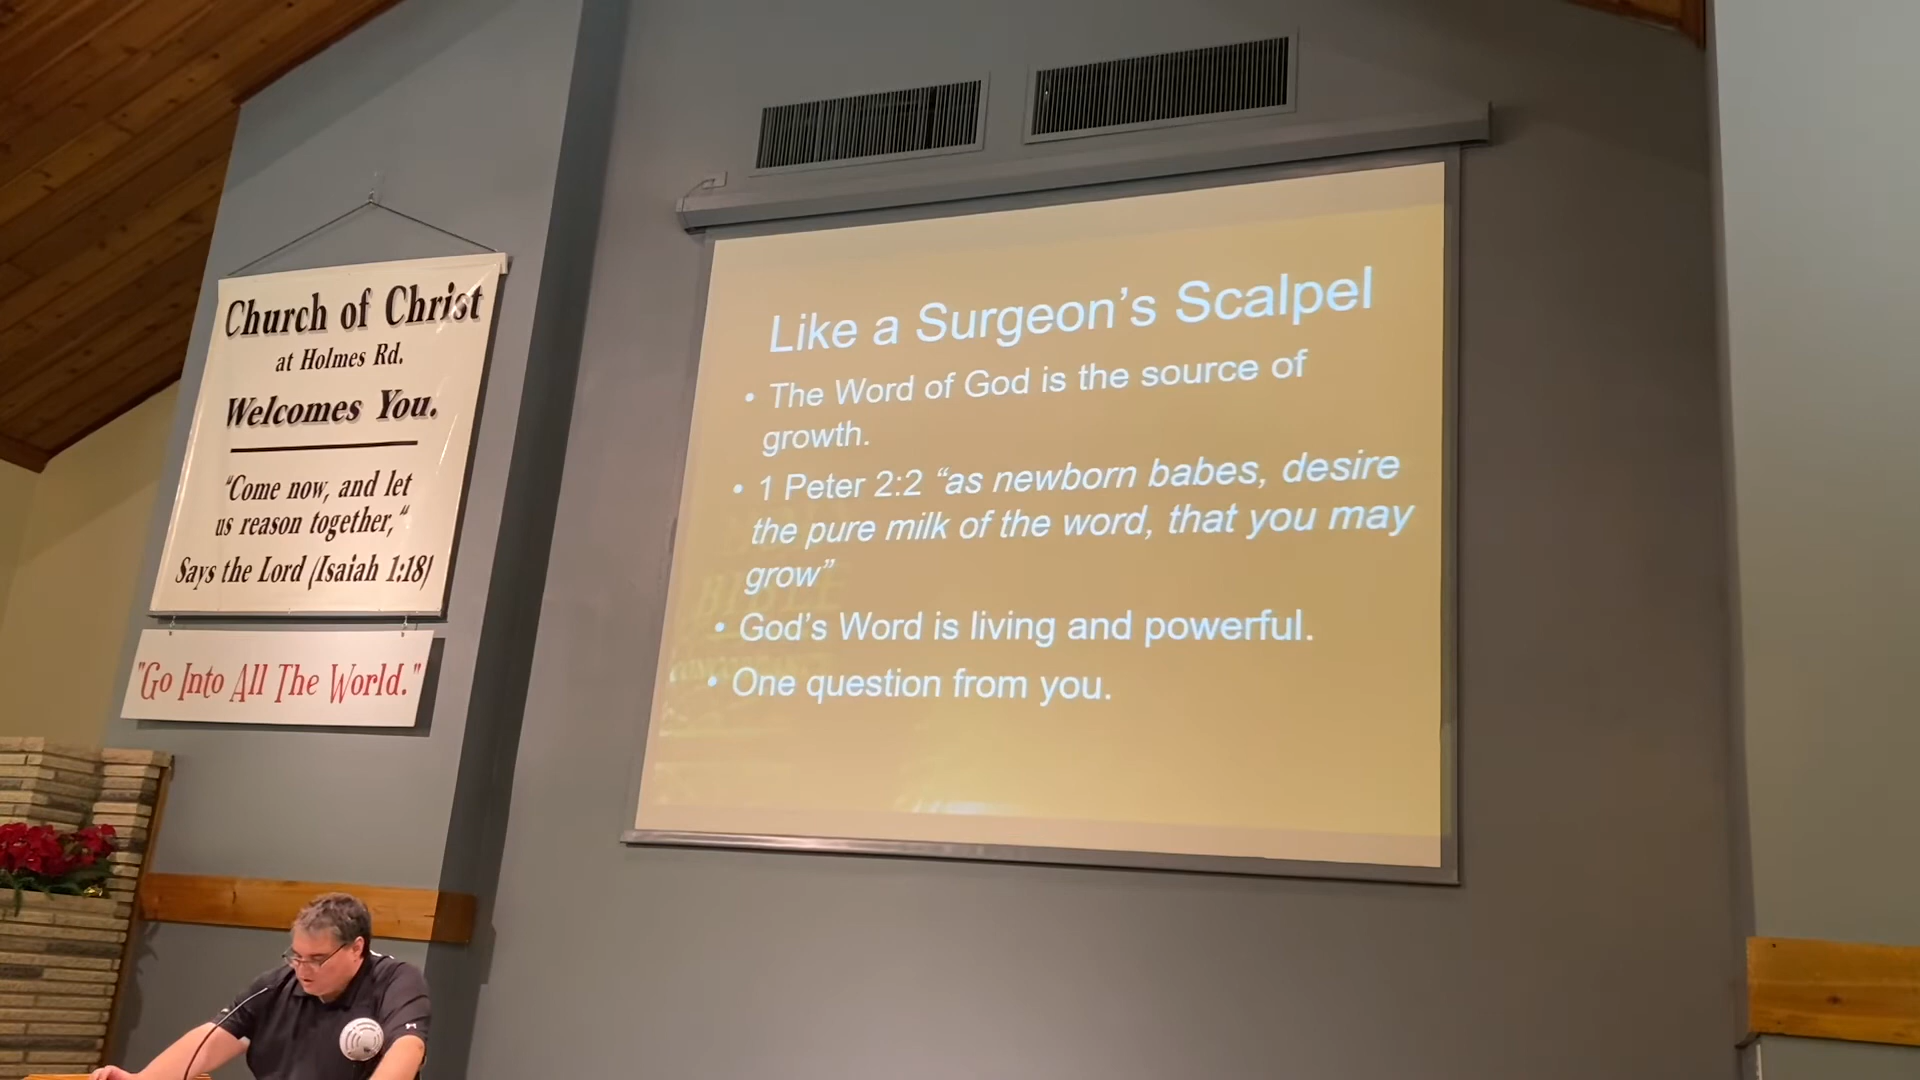 Church of Christ
at Holmes Rd.
Welcomes You.
"Come now, and let
us reason together,"
Says the Lord (Isaiah 1:18)
"Go Into All The World."
Like a Surgeon's Scalpel
• The Word of God is the source of
growth.
• 1 Peter 2:2 “as newborn babes, desire
the pure milk of the word, that you may
grow”
• God's Word is living and powerful.
• One question from you.
BIBLE